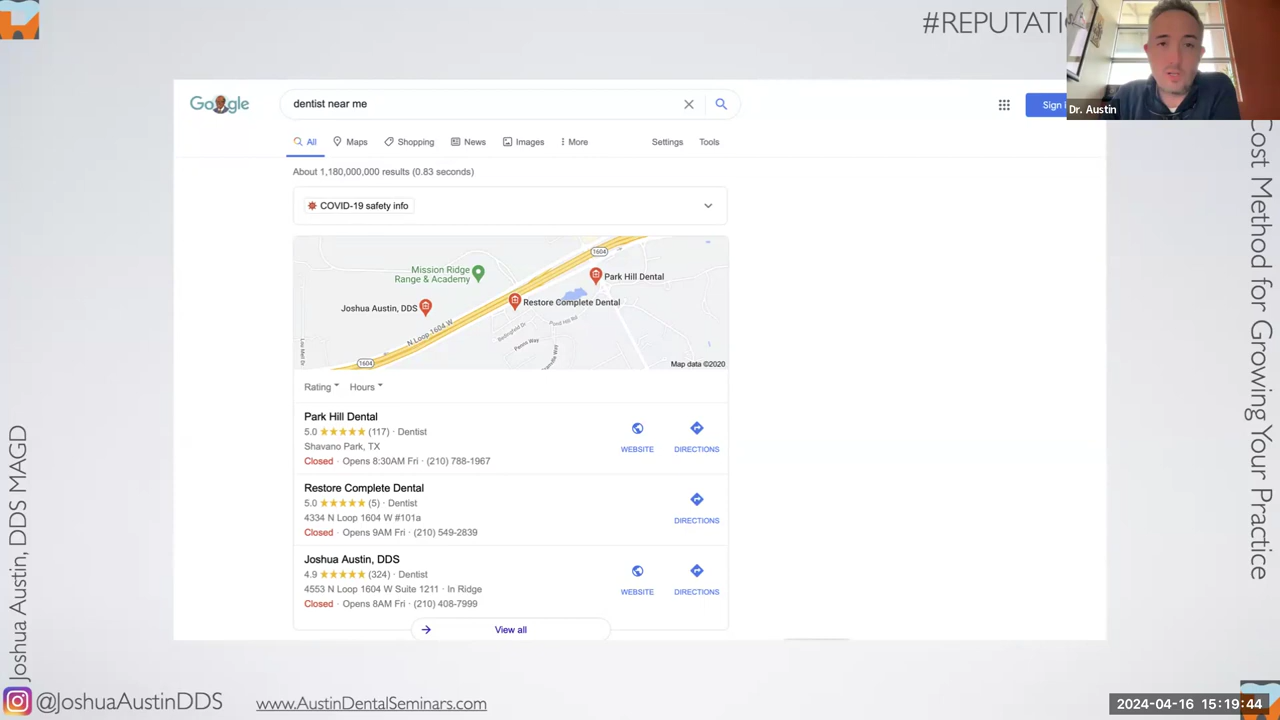 #REPUTATI
Dr. Austin
Google
dentist near me
Sign
All
Maps
Shopping
News
Images
More
Settings
Tools
About 1,180,000,000 results (0.83 seconds)
COVID-19 safety info
1604
Mission Ridge
Range & Academy
Park Hill Dental
Joshua Austin, DDS
Restore Complete Dental
N Loop 1604 W
1604
Map data ©2020
Rating
Hours
Park Hill Dental
5.0 ★★★★★ (117) · Dentist
Shavano Park, TX
Closed · Opens 8:30AM Fri · (210) 788-1967
WEBSITE
DIRECTIONS
Restore Complete Dental
5.0 ★★★★★ (5) · Dentist
4334 N Loop 1604 W #101a
Closed · Opens 9AM Fri · (210) 549-2839
DIRECTIONS
Joshua Austin, DDS
4.9 ★★★★★ (324) · Dentist
4553 N Loop 1604 W Suite 1211 · In Ridge
Closed · Opens 8AM Fri · (210) 408-7999
WEBSITE
DIRECTIONS
View all
Joshua Austin, DDS MAGD
Cost Method for Growing Your Practice
@JoshuaAustinDDS
www.AustinDentalSeminars.com
2024-04-16 15:19:44